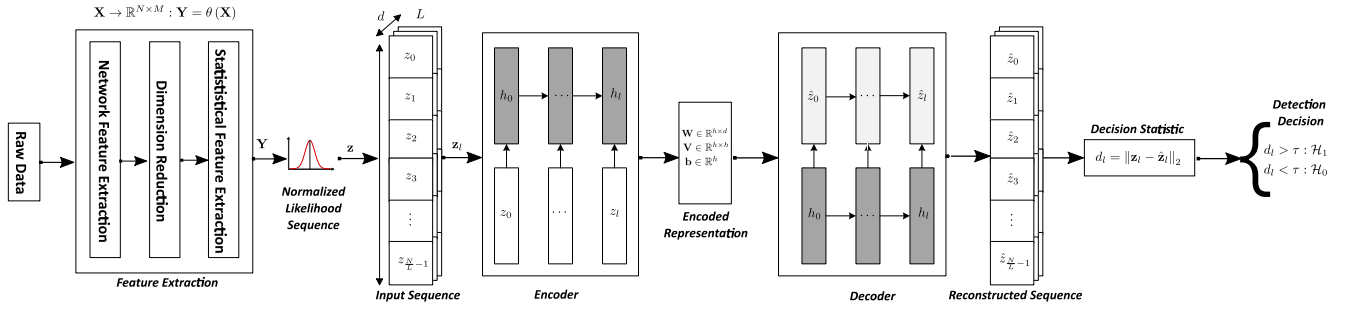 X → ℝ^{N×M} : Y = θ (X)
Raw Data
Network Feature Extraction
Dimension Reduction
Statististical Feature Extraction
Feature Extraction
Y
Normalized
Likelihood
Sequence
z
d
L
z_0
z_1
z_2
z_3
⋮
z_{N/L −1}
Input Sequence
z_l
h_0
···
h_l
z_0
···
z_l
Encoder
W ∈ ℝ^{h×d}
V ∈ ℝ^{h×h}
b ∈ ℝ^h
Encoded
Representation
ẑ_0
···
ẑ_l
h_0
···
h_l
Decoder
ẑ_0
ẑ_1
ẑ_2
ẑ_3
⋮
ẑ_{N/L −1}
Reconstructed Sequence
Decision Statistic
d_l = ‖z_l − ẑ_l‖_2
Detection
Decision
d_l > τ : ℋ_1
d_l < τ : ℋ_0